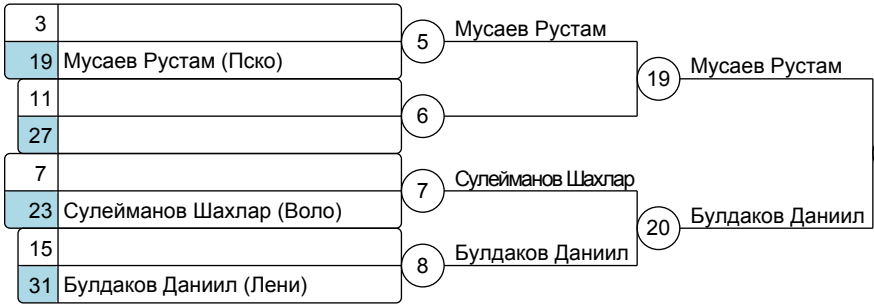 3
19 Мусаев Рустам (Пско)
11
27
7
23 Сулейманов Шахлар (Воло)
15
31 Булдаков Даниил (Лени)
5
6
7
8
Мусаев Рустам
Сулейманов Шахлар
Булдаков Даниил
19
20
Мусаев Рустам
Булдаков Даниил